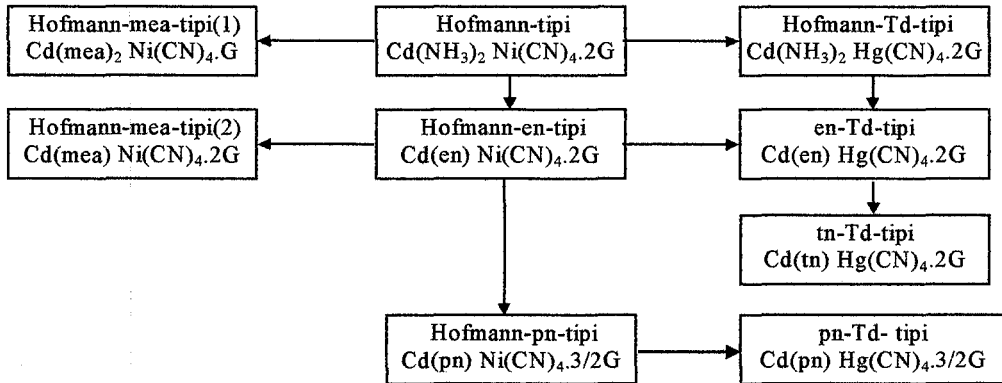 Hofmann-mea-tipi(1)
Cd(mea)₂ Ni(CN)₄.G
Hofmann-tipi
Cd(NH₃)₂ Ni(CN)₄.2G
Hofmann-Td-tipi
Cd(NH₃)₂ Hg(CN)₄.2G
Hofmann-mea-tipi(2)
Cd(mea) Ni(CN)₄.2G
Hofmann-en-tipi
Cd(en) Ni(CN)₄.2G
en-Td-tipi
Cd(en) Hg(CN)₄.2G
tn-Td-tipi
Cd(tn) Hg(CN)₄.2G
Hofmann-pn-tipi
Cd(pn) Ni(CN)₄.3/2G
pn-Td- tipi
Cd(pn) Hg(CN)₄.3/2G